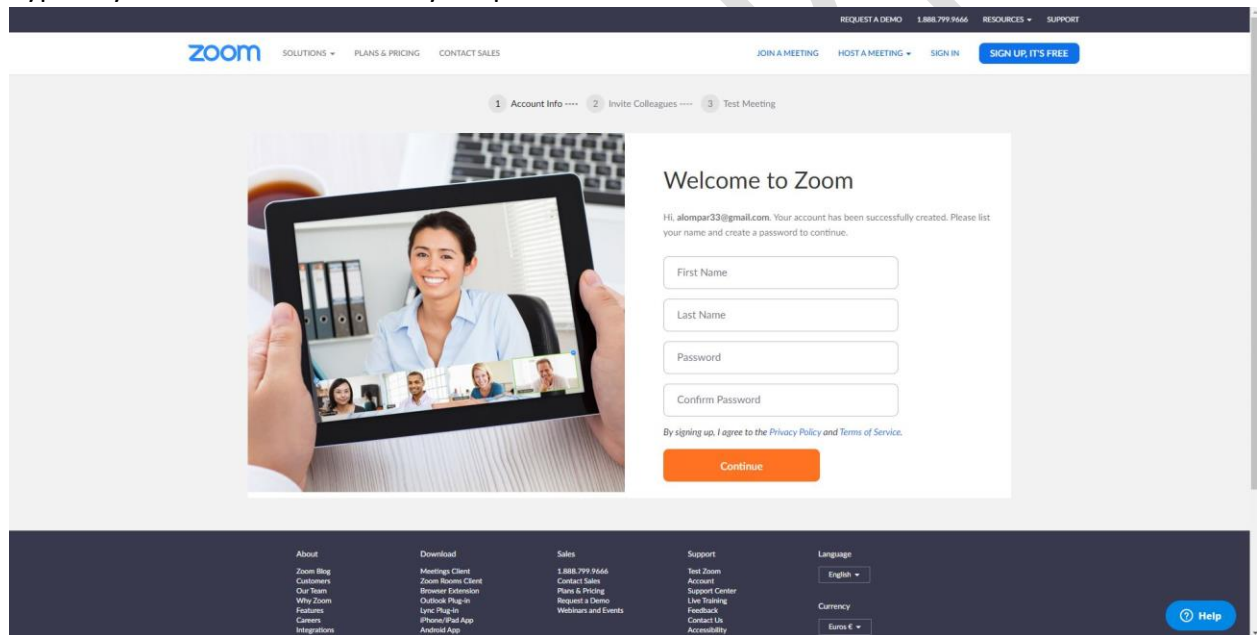 REQUEST A DEMO 1.888.799.9666 RESOURCES SUPPORT
zoom SOLUTIONS PLANS & PRICING CONTACT SALES JOIN A MEETING HOST A MEETING SIGN IN SIGN UP, IT'S FREE
1 Account Info ---- 2 Invite Colleagues ---- 3 Test Meeting
Welcome to Zoom
Hi, alompar33@gmail.com. Your account has been successfully created. Please list
your name and create a password to continue.
First Name
Last Name
Password
Confirm Password
By signing up, I agree to the Privacy Policy and Terms of Service.
Continue
About
Zoom Blog
Customers
Our Team
Why Zoom
Features
Careers
Integrations
Download
Meetings Client
Zoom Rooms Client
Browser Extension
Outlook Plug-in
Lync Plug-in
iPhone/iPad App
Android App
Sales
1.888.799.9666
Contact Sales
Plans & Pricing
Request a Demo
Webinars and Events
Support
Test Zoom
Account
Support Center
Live Training
Feedback
Contact Us
Accessibility
Language
English
Currency
Euros €
Help